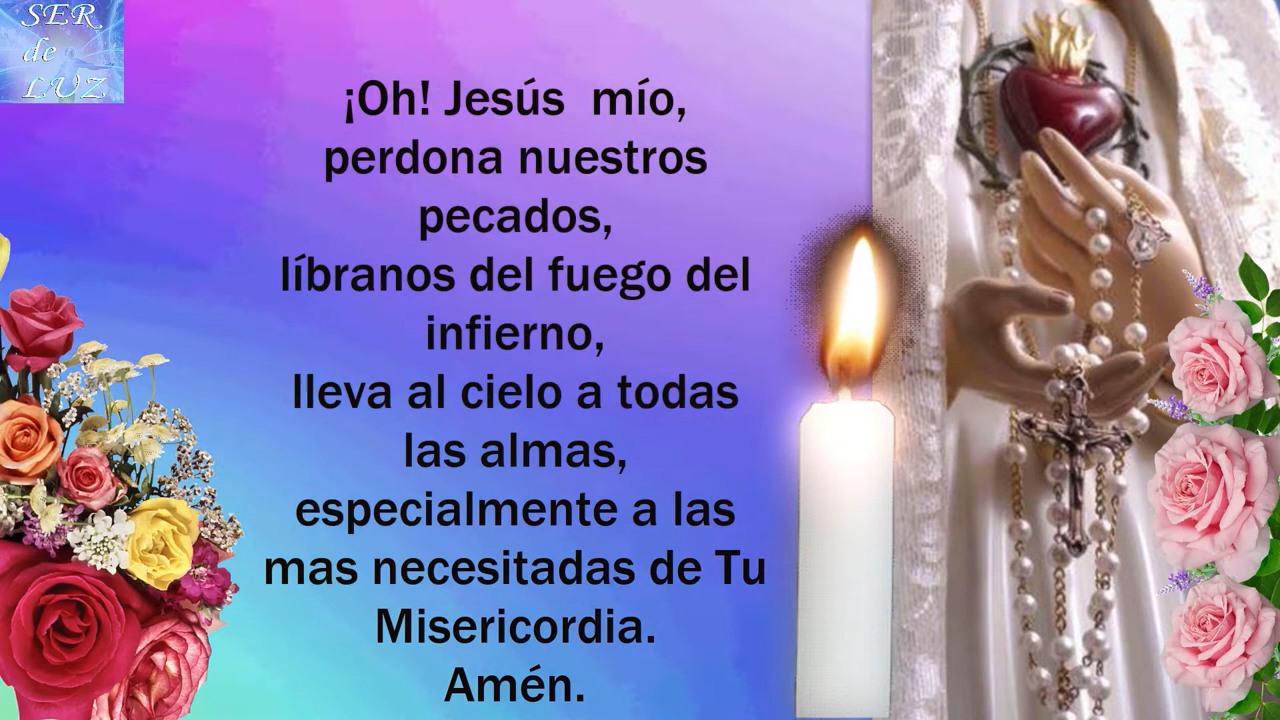 SER
de
LUZ
¡Oh! Jesús  mío,
perdona nuestros
pecados,
líbranos del fuego del
infierno,
lleva al cielo a todas
las almas,
especialmente a las
mas necesitadas de Tu
Misericordia.
Amén.